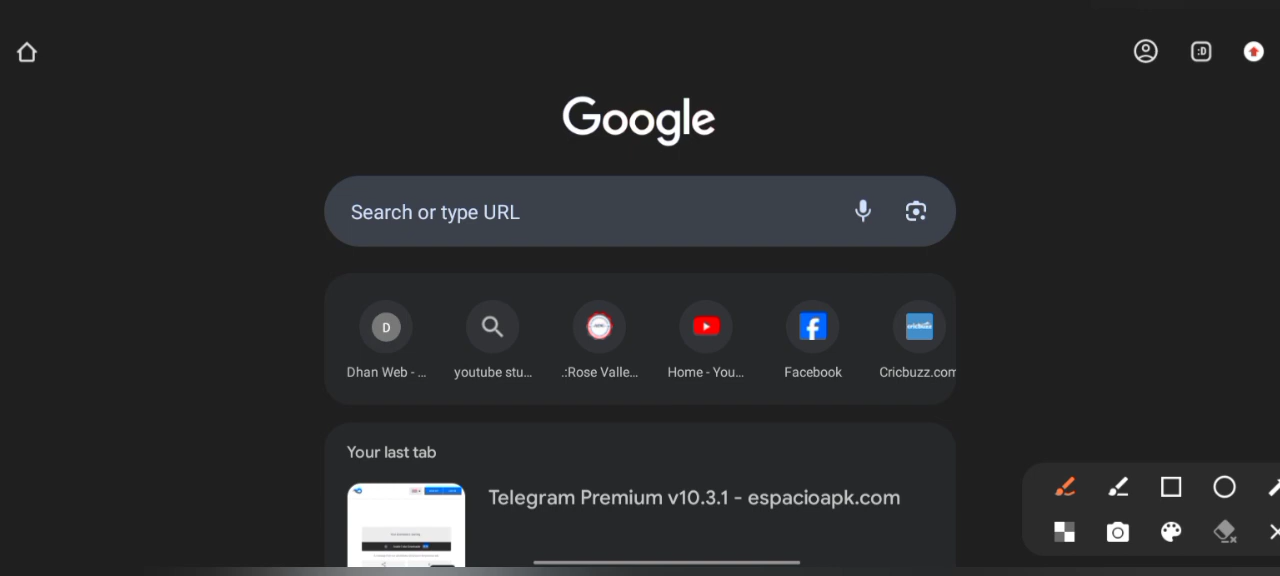 :D
Google
Search or type URL
D
cricbuzz
Dhan Web - ...
youtube stu...
.:Rose Valle...
Home - You...
Facebook
Cricbuzz.com
Your last tab
Telegram Premium v10.3.1 - espacioapk.com